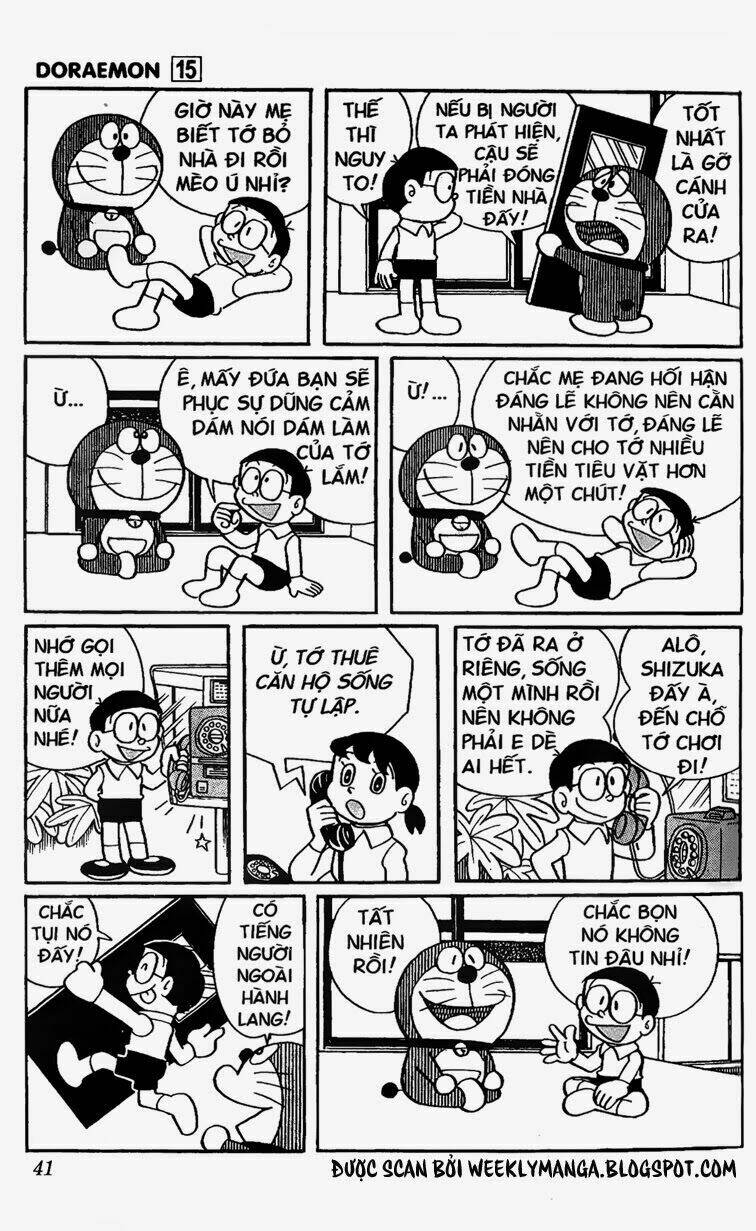 DORAEMON 15
TỐT
NHẤT
LÀ GỠ
CÁNH
CỬA
RA!
NẾU BỊ NGƯỜI
TA PHÁT HIỆN,
CẬU SẼ
PHẢI ĐÓNG
TIỀN NHÀ
ĐẤY!
THẾ
THÌ
NGUY
TO!
GIỜ NÀY MẸ
BIẾT TỚ BỎ
NHÀ ĐI RỒI
MÈO Ú NHỈ?
CHẮC MẸ ĐANG HỐI HẬN
ĐÁNG LẼ KHÔNG NÊN CẰN
NHẰN VỚI TỚ, ĐÁNG LẼ
NÊN CHO TỚ NHIỀU
TIỀN TIÊU VẶT HƠN
MỘT CHÚT!
Ừ!...
Ê, MẤY ĐỨA BẠN SẼ
PHỤC SỰ DŨNG CẢM
DÁM NÓI DÁM LÀM
CỦA TỚ
LẮM!
Ừ...
ALÔ,
SHIZUKA
ĐẤY À,
ĐẾN CHỖ
TỚ CHƠI
ĐI!
TỚ ĐÃ RA Ở
RIÊNG, SỐNG
MỘT MÌNH RỒI
NÊN KHÔNG
PHẢI E DÈ
AI HẾT.
Ừ, TỚ THUÊ
CĂN HỘ SỐNG
TỰ LẬP.
NHỚ GỌI
THÊM MỌI
NGƯỜI
NỮA
NHÉ!
CHẮC BỌN
NÓ KHÔNG
TIN ĐÂU NHỈ!
TẤT
NHIÊN
RỒI!
CÓ
TIẾNG
NGƯỜI
NGOÀI
HÀNH
LANG!
CHẮC
TỤI NÓ
ĐẤY!
41
ĐƯỢC SCAN BỞI WEEKLYMANGA.BLOGSPOT.COM